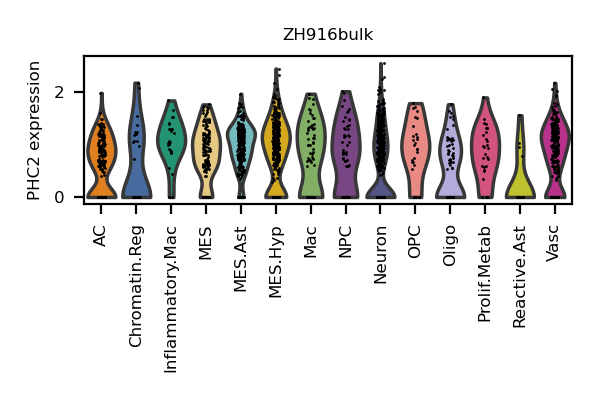 ZH916bulk
PHC2 expression
2
0
AC
Chromatin.Reg
Inflammatory.Mac
MES
MES.Ast
MES.Hyp
Mac
NPC
Neuron
OPC
Oligo
Prolif.Metab
Reactive.Ast
Vasc